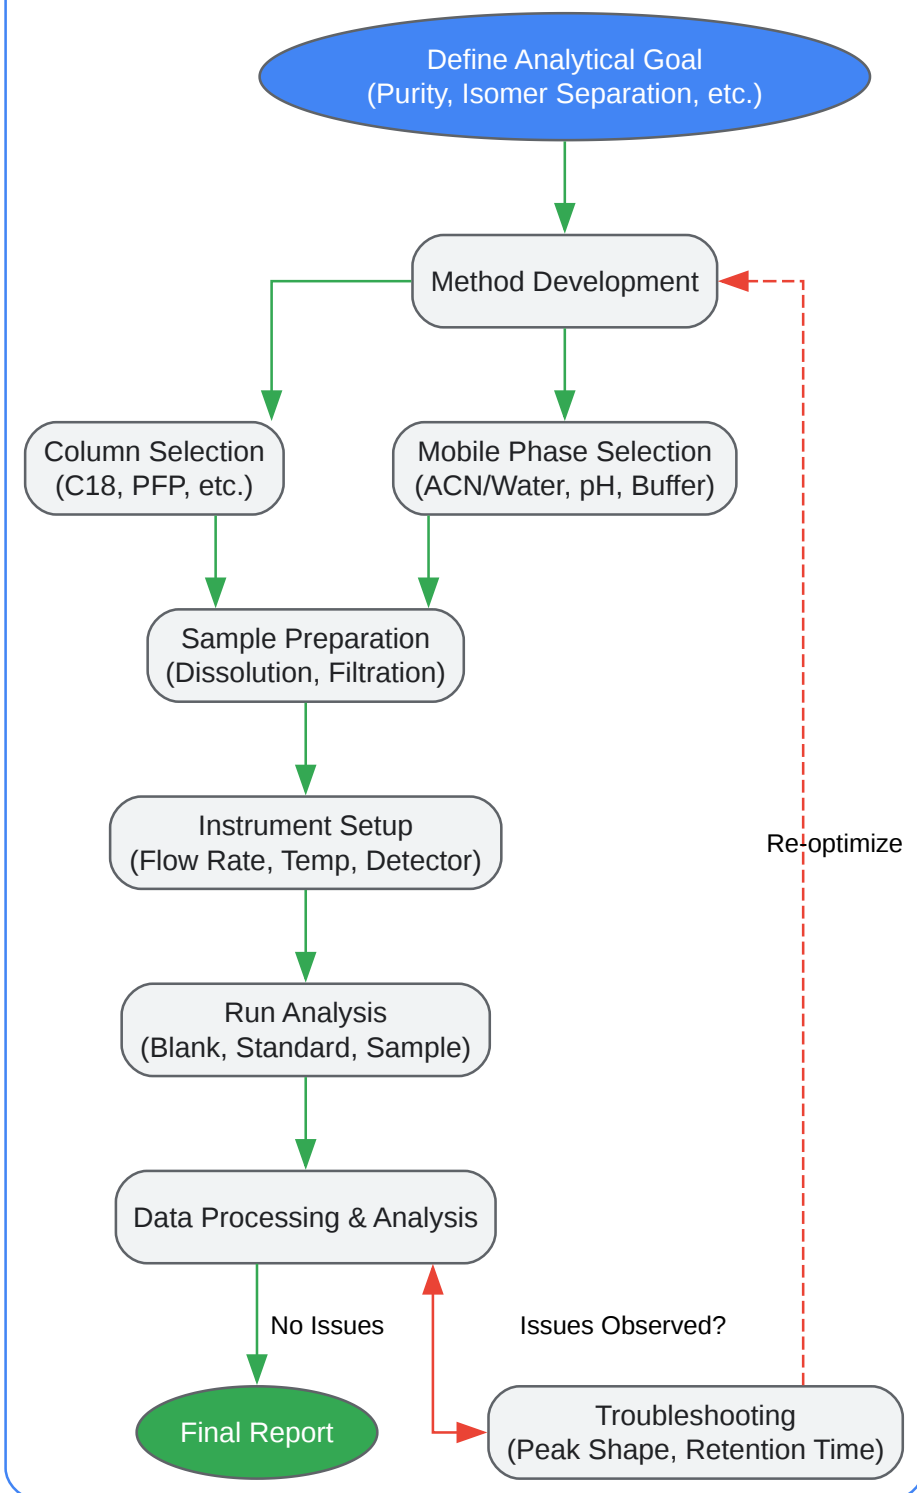 Define Analytical Goal
(Purity, Isomer Separation, etc.)
Method Development
Column Selection
(C18, PFP, etc.)
Mobile Phase Selection
(ACN/Water, pH, Buffer)
Sample Preparation
(Dissolution, Filtration)
Instrument Setup
(Flow Rate, Temp, Detector)
Re-optimize
Run Analysis
(Blank, Standard, Sample)
Data Processing & Analysis
No Issues
Issues Observed?
Final Report
Troubleshooting
(Peak Shape, Retention Time)